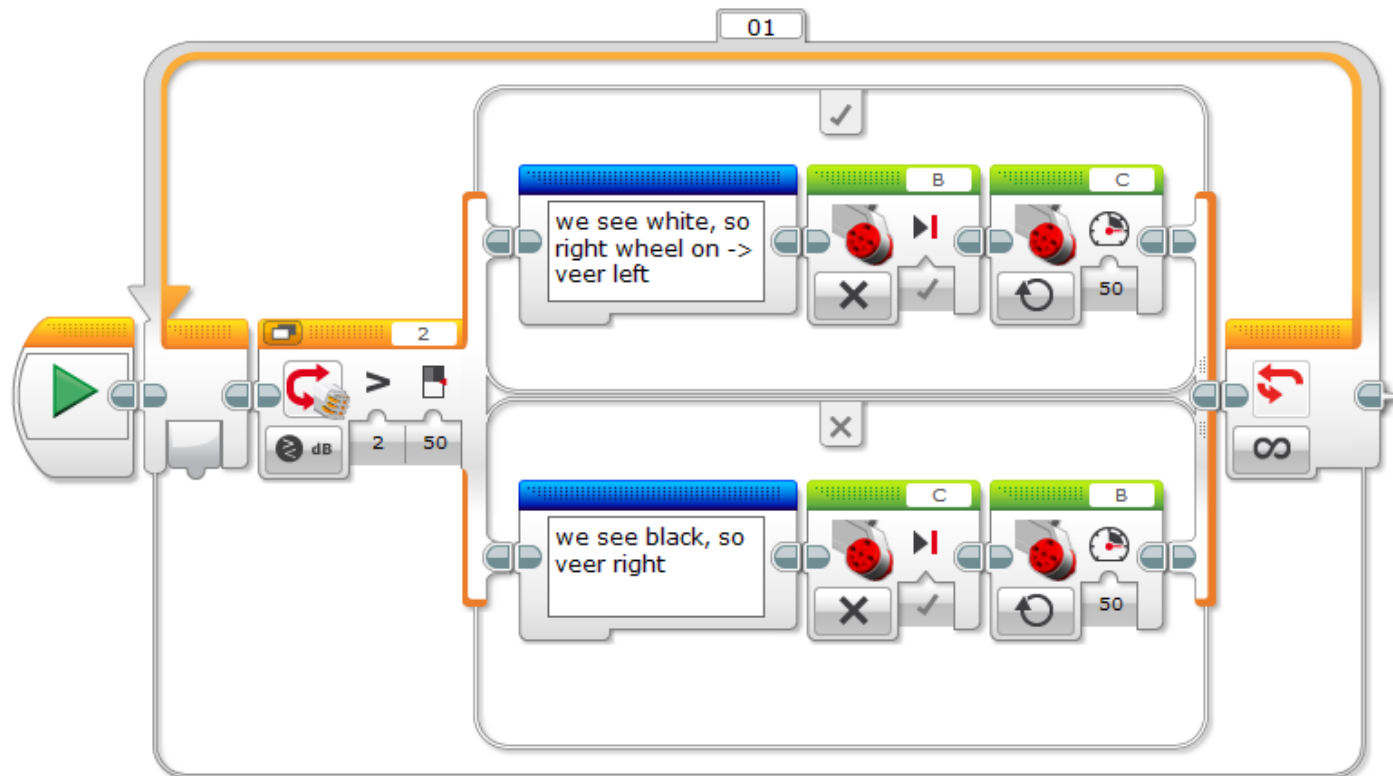 01
B
C
we see white, so
right wheel on ->
veer left
50
2
>
dB
2
50
C
B
we see black, so
veer right
50
∞